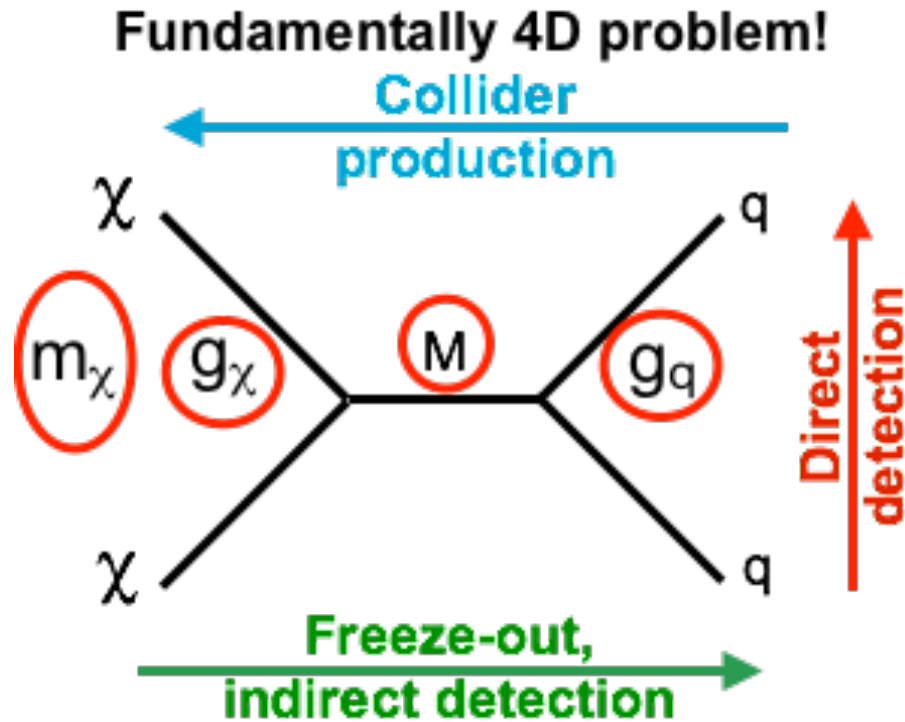 Fundamentally 4D problem!
Collider
production
χ
q
mχ
gχ
M
gq
Direct
detection
χ
q
Freeze-out,
indirect detection